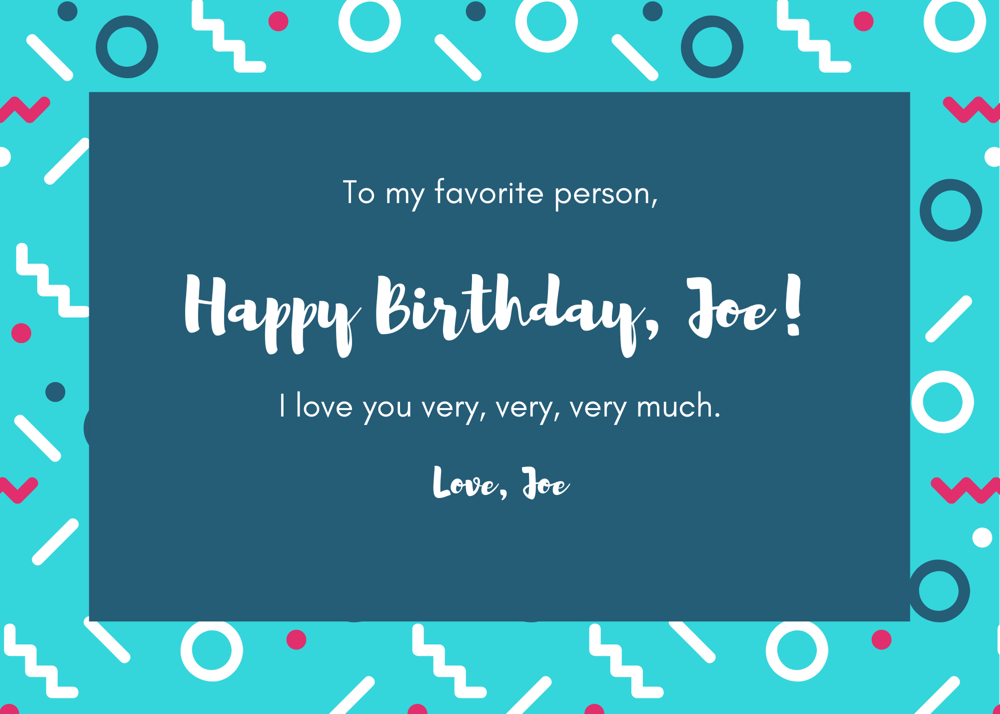 To my favorite person,
Happy Birthday, Joe!
I love you very, very, very much.
Love, Joe